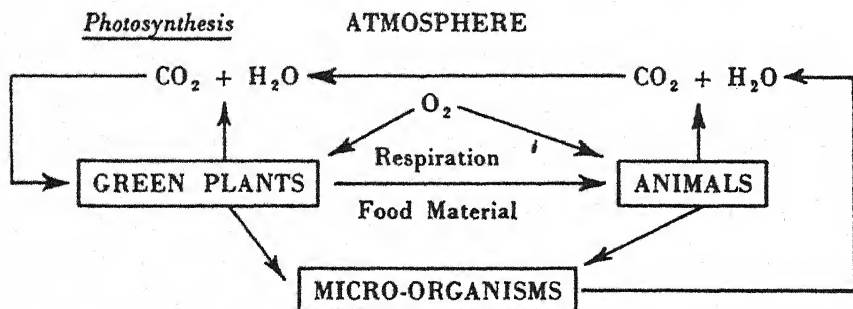 Photosynthesis ATMOSPHERE
CO₂ + H₂O CO₂ + H₂O
O₂
Respiration
GREEN PLANTS ANIMALS
Food Material
MICRO-ORGANISMS